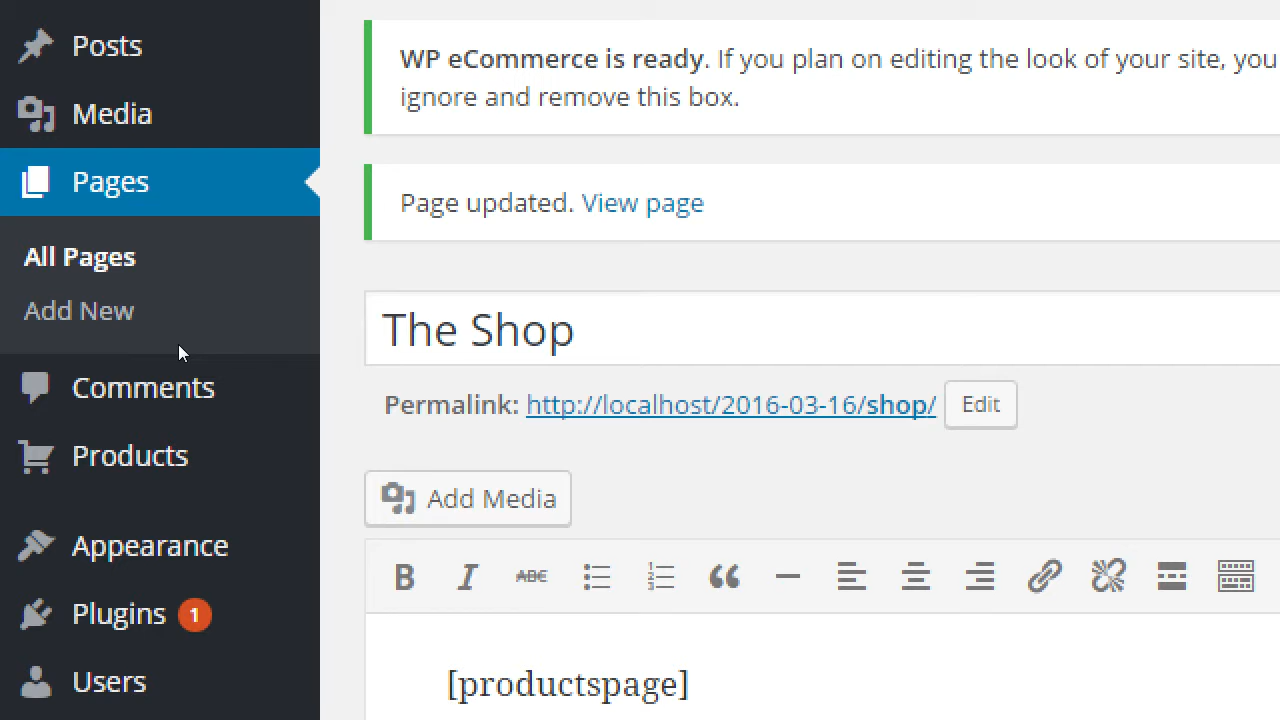 Posts
Media
Pages
All Pages
Add New
Comments
Products
Appearance
Plugins 1
Users
WP eCommerce is ready. If you plan on editing the look of your site, you
ignore and remove this box.
Page updated. View page
The Shop
Permalink: http://localhost/2016-03-16/shop/ Edit
Add Media
B I ABC
[productspage]